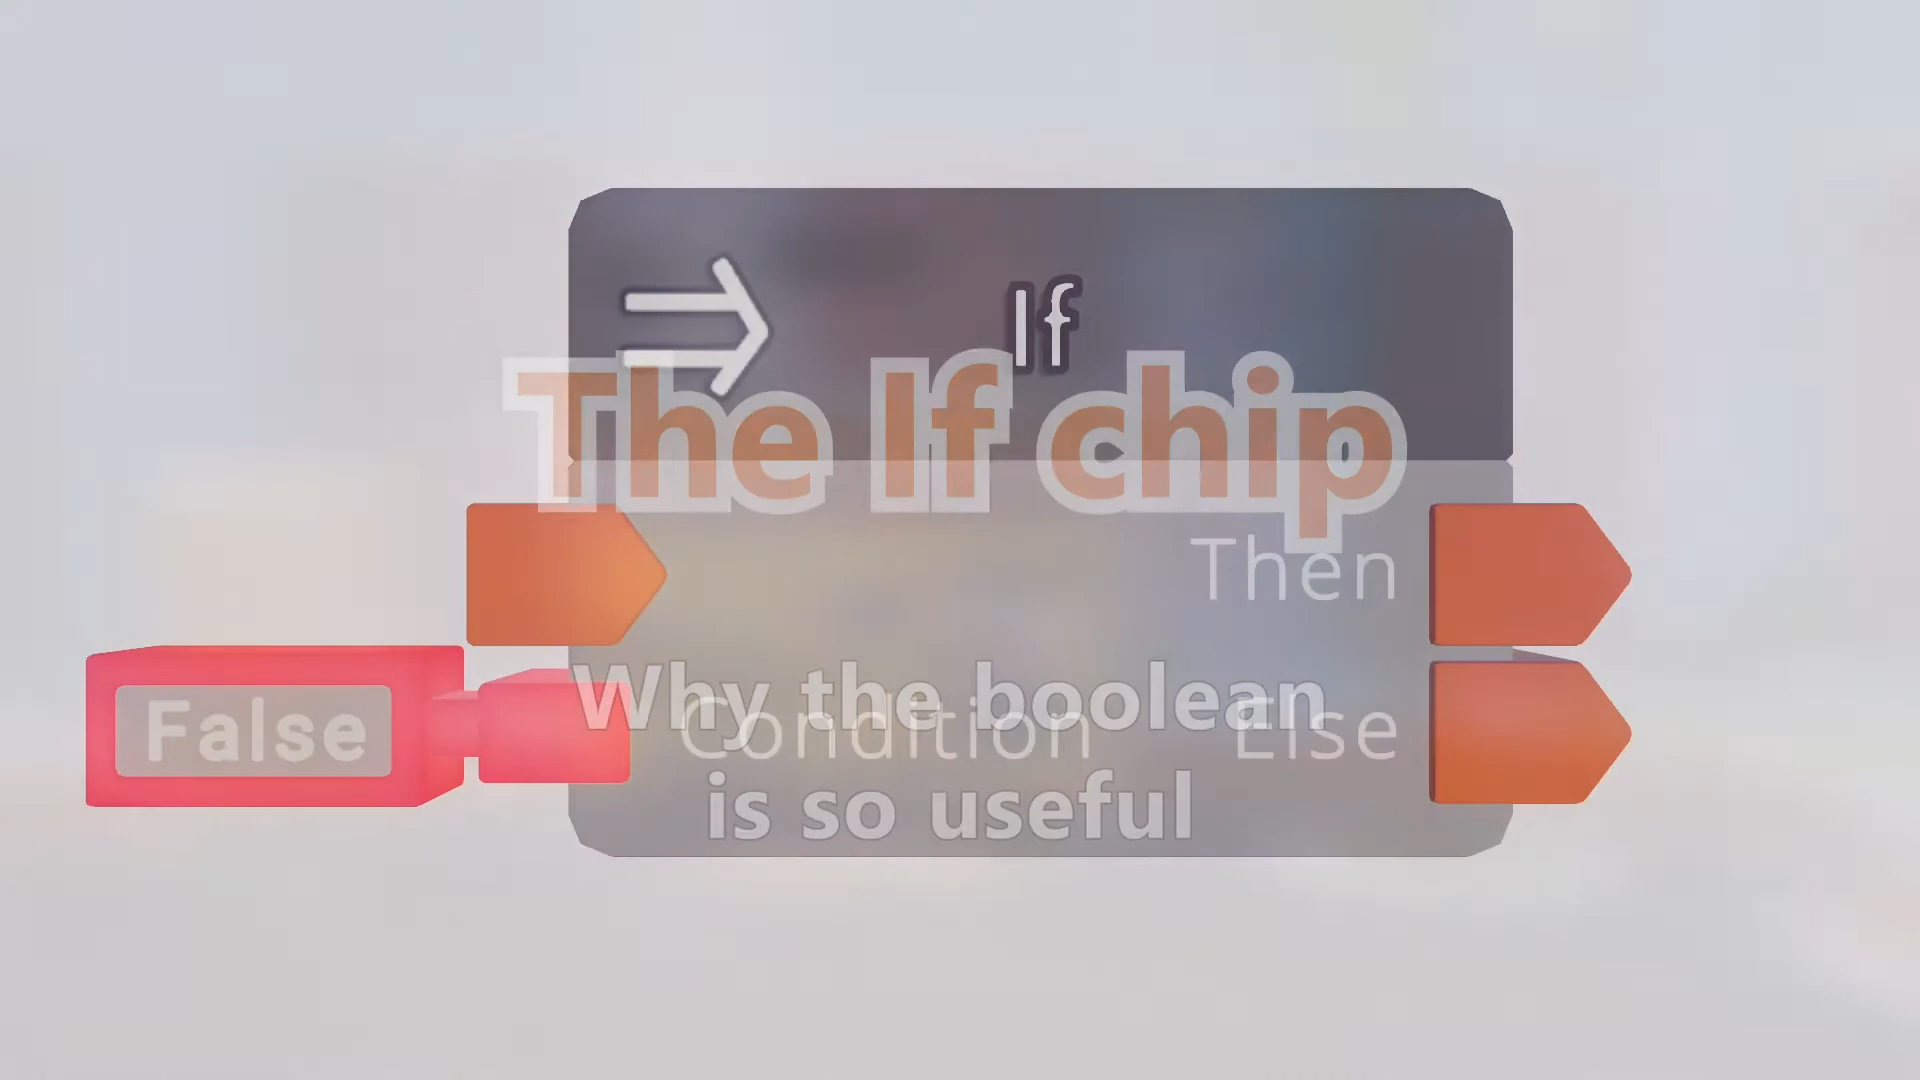 If
The If chip
Then
Why the boolean
False
Condition
Else
is so useful